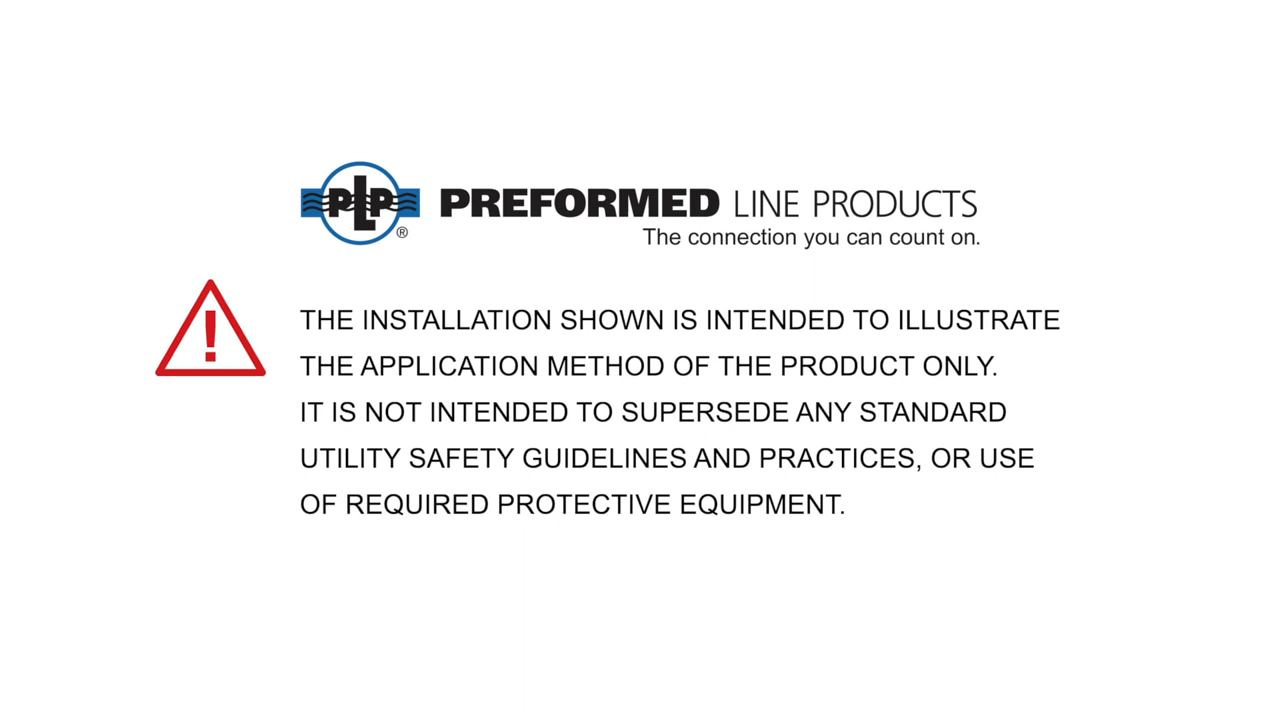 PLP® PREFORMED LINE PRODUCTS
The connection you can count on.
! THE INSTALLATION SHOWN IS INTENDED TO ILLUSTRATE
THE APPLICATION METHOD OF THE PRODUCT ONLY.
IT IS NOT INTENDED TO SUPERSEDE ANY STANDARD
UTILITY SAFETY GUIDELINES AND PRACTICES, OR USE
OF REQUIRED PROTECTIVE EQUIPMENT.